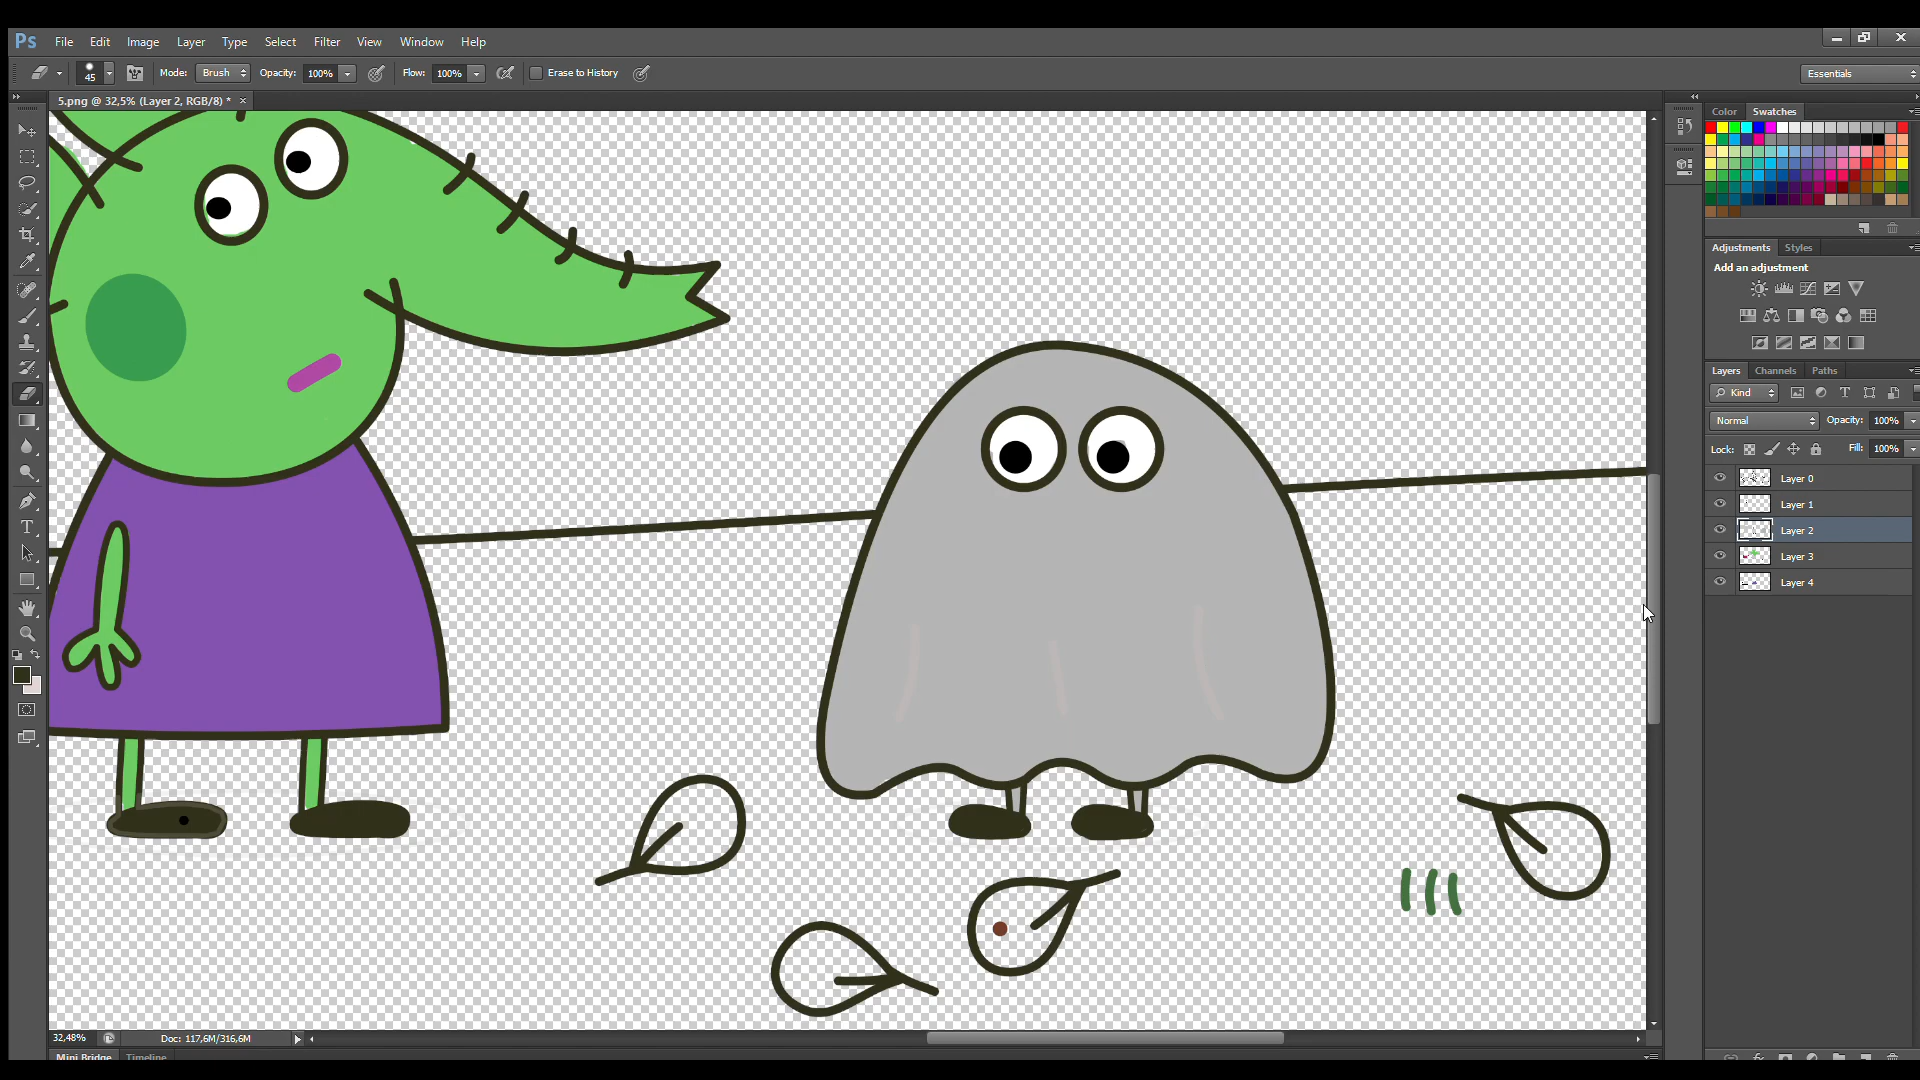 Ps File Edit Image Layer Type Select Filter View Window Help
45 Mode: Brush Opacity: 100% Flow: 100% Erase to History Essentials
5.png @ 32,5% (Layer 2, RGB/8) * ×
Color Swatches
Adjustments Styles
Add an adjustment
Layers Channels Paths
Kind
Normal Opacity: 100%
Lock: Fill: 100%
Layer 0
Layer 1
Layer 2
Layer 3
Layer 4
32,48% Doc: 117,6M/316,6M
Mini Bridge Timeline